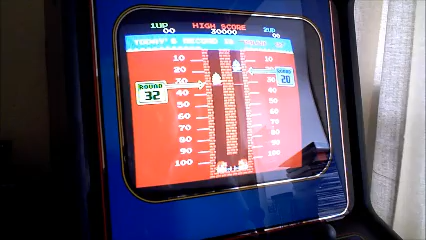 1UP HIGH SCORE 2UP
00 30000 00
TODAY'S RECORD IS ROUND
10 10
20 20
30 30
ROUND 32
ROUND 20
40 40
50 50
60 60
70 70
80 80
90 90
100 100